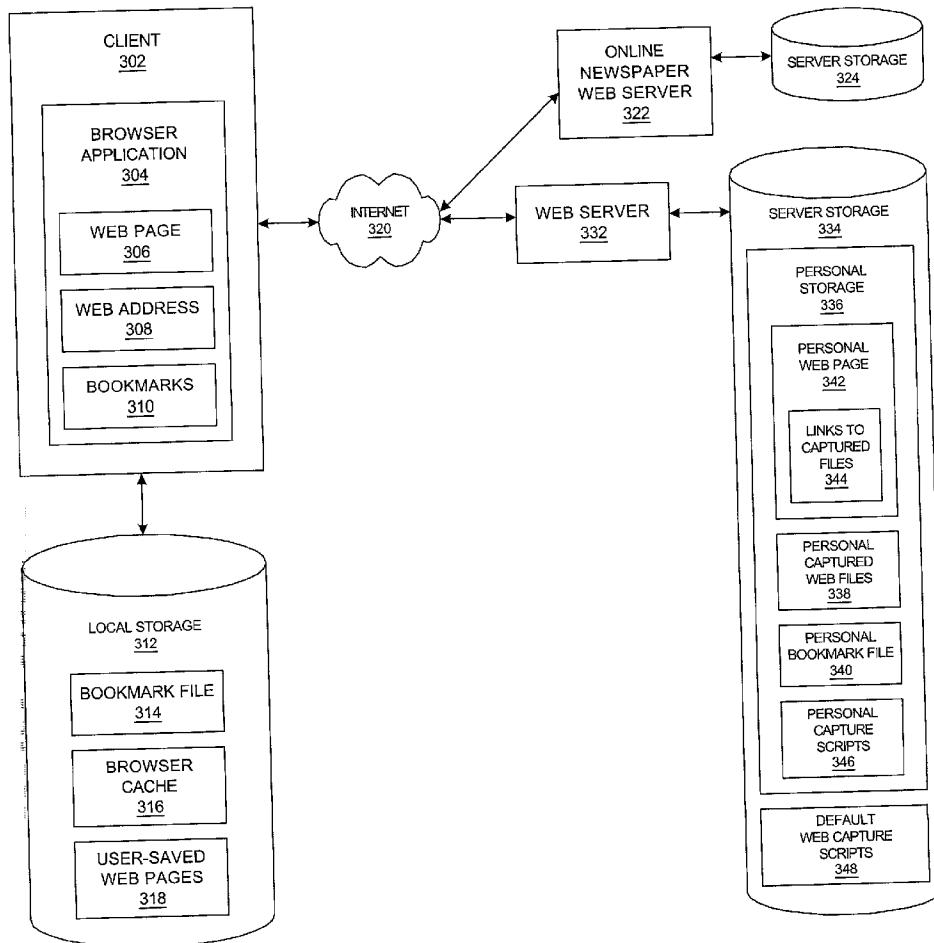 CLIENT
302
BROWSER
APPLICATION
304
WEB PAGE
306
WEB ADDRESS
308
BOOKMARKS
310
LOCAL STORAGE
312
BOOKMARK FILE
314
BROWSER
CACHE
316
USER-SAVED
WEB PAGES
318
INTERNET
320
ONLINE
NEWSPAPER
WEB SERVER
322
SERVER STORAGE
324
WEB SERVER
332
SERVER STORAGE
334
PERSONAL
STORAGE
336
PERSONAL
WEB PAGE
342
LINKS TO
CAPTURED
FILES
344
PERSONAL
CAPTURED
WEB FILES
338
PERSONAL
BOOKMARK FILE
340
PERSONAL
CAPTURE
SCRIPTS
346
DEFAULT
WEB CAPTURE
SCRIPTS
348